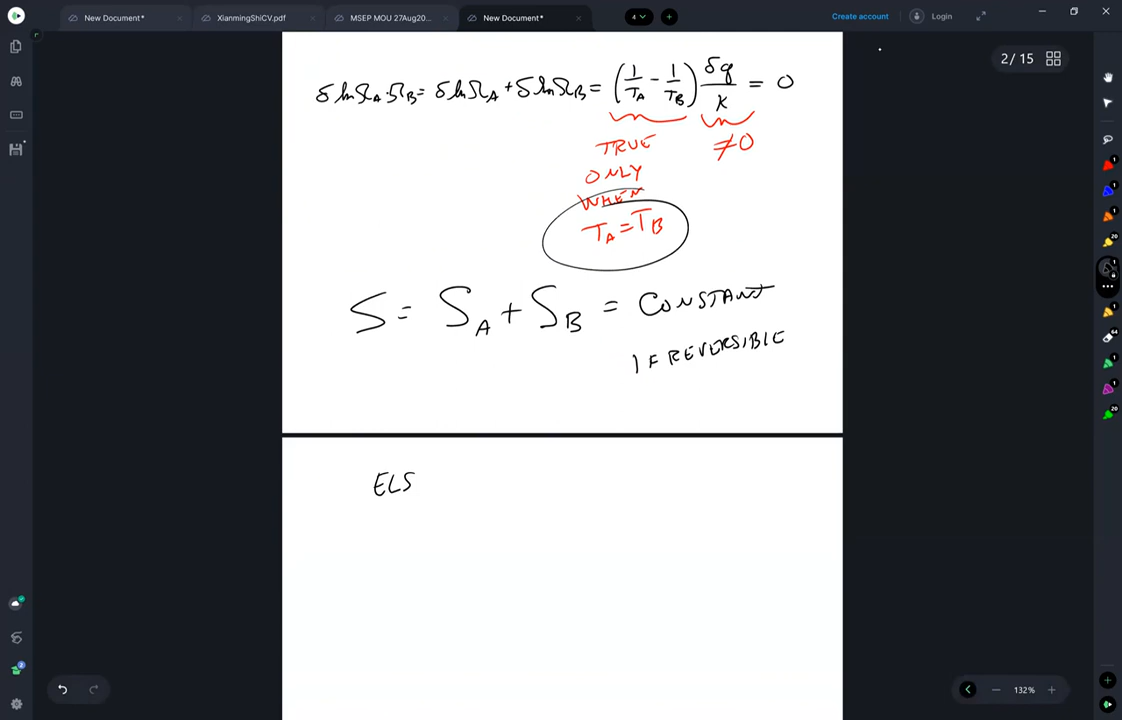 New Document*
XianmingShiCV.pdf
MSEP MOU 27Aug20...
New Document*
4
Create account
Login
2 / 15
δ ln Ω_A·Ω_B = δ ln Ω_A + δ ln Ω_B = (1/T_A − 1/T_B) δq/k = 0
TRUE
ONLY
WHEN
T_A = T_B
≠0
S = S_A + S_B = CONSTANT
IF REVERSIBLE
ELS
132%